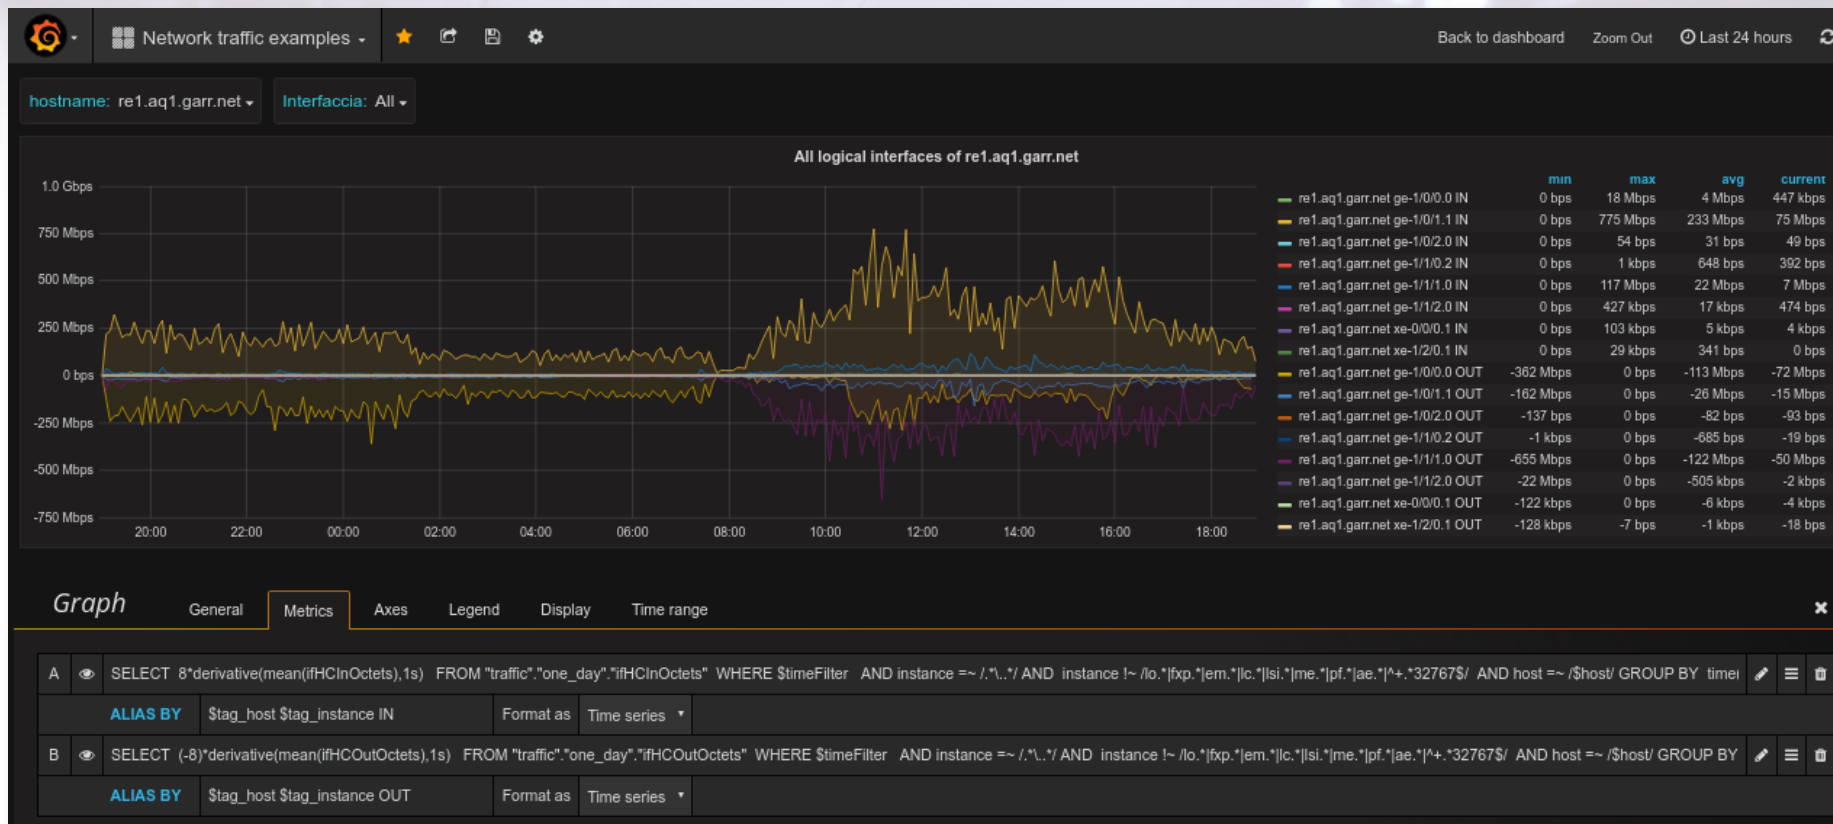 Network traffic examples
Back to dashboard Zoom Out Last 24 hours
hostname: re1.aq1.garr.net Interfaccia: All
All logical interfaces of re1.aq1.garr.net
1.0 Gbps
750 Mbps
500 Mbps
250 Mbps
0 bps
-250 Mbps
-500 Mbps
-750 Mbps
20:00 22:00 00:00 02:00 04:00 06:00 08:00 10:00 12:00 14:00 16:00 18:00
min max avg current
re1.aq1.garr.net ge-1/0/0.0 IN 0 bps 18 Mbps 4 Mbps 447 kbps
re1.aq1.garr.net ge-1/0/1.1 IN 0 bps 775 Mbps 233 Mbps 75 Mbps
re1.aq1.garr.net ge-1/0/2.0 IN 0 bps 54 bps 31 bps 49 bps
re1.aq1.garr.net ge-1/1/0.2 IN 0 bps 1 kbps 648 bps 392 bps
re1.aq1.garr.net ge-1/1/1.0 IN 0 bps 117 Mbps 22 Mbps 7 Mbps
re1.aq1.garr.net ge-1/1/2.0 IN 0 bps 427 kbps 17 kbps 474 bps
re1.aq1.garr.net xe-0/0/0.1 IN 0 bps 103 kbps 5 kbps 4 kbps
re1.aq1.garr.net xe-1/2/0.1 IN 0 bps 29 kbps 341 bps 0 bps
re1.aq1.garr.net ge-1/0/0.0 OUT -362 Mbps 0 bps -113 Mbps -72 Mbps
re1.aq1.garr.net ge-1/0/1.1 OUT -162 Mbps 0 bps -26 Mbps -15 Mbps
re1.aq1.garr.net ge-1/0/2.0 OUT -137 bps 0 bps -82 bps -93 bps
re1.aq1.garr.net ge-1/1/0.2 OUT -1 kbps 0 bps -685 bps -19 bps
re1.aq1.garr.net ge-1/1/1.0 OUT -655 Mbps 0 bps -122 Mbps -50 Mbps
re1.aq1.garr.net ge-1/1/2.0 OUT -22 Mbps 0 bps -505 kbps -2 kbps
re1.aq1.garr.net xe-0/0/0.1 OUT -122 kbps 0 bps -6 kbps -4 kbps
re1.aq1.garr.net xe-1/2/0.1 OUT -128 kbps -7 bps -1 kbps -18 bps
Graph General Metrics Axes Legend Display Time range
A SELECT 8*derivative(mean(ifHCInOctets),1s) FROM "traffic"."one_day"."ifHCInOctets" WHERE $timeFilter AND instance =~ /.*\..*/ AND instance !~ /lo.*|fxp.*|em.*|lc.*|lsi.*|me.*|pf.*|ae.*|^+.*32767$/ AND host =~ /$host/ GROUP BY time(
ALIAS BY $tag_host $tag_instance IN Format as Time series
B SELECT (-8)*derivative(mean(ifHCOutOctets),1s) FROM "traffic"."one_day"."ifHCOutOctets" WHERE $timeFilter AND instance =~ /.*\..*/ AND instance !~ /lo.*|fxp.*|em.*|lc.*|lsi.*|me.*|pf.*|ae.*|^+.*32767$/ AND host =~ /$host/ GROUP BY
ALIAS BY $tag_host $tag_instance OUT Format as Time series